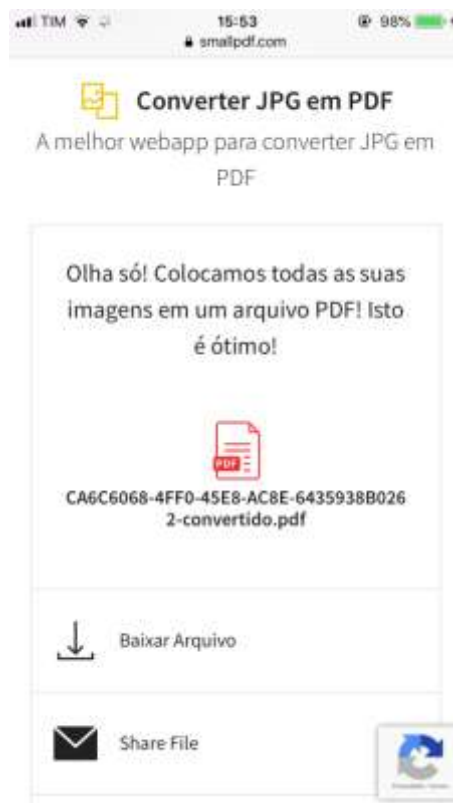 TIM 15:53 98%
smallpdf.com
Converter JPG em PDF
A melhor webapp para converter JPG em
PDF
Olha só! Colocamos todas as suas
imagens em um arquivo PDF! Isto
é ótimo!
PDF
CA6C6068-4FF0-45E8-AC8E-6435938B026
2-convertido.pdf
Baixar Arquivo
Share File